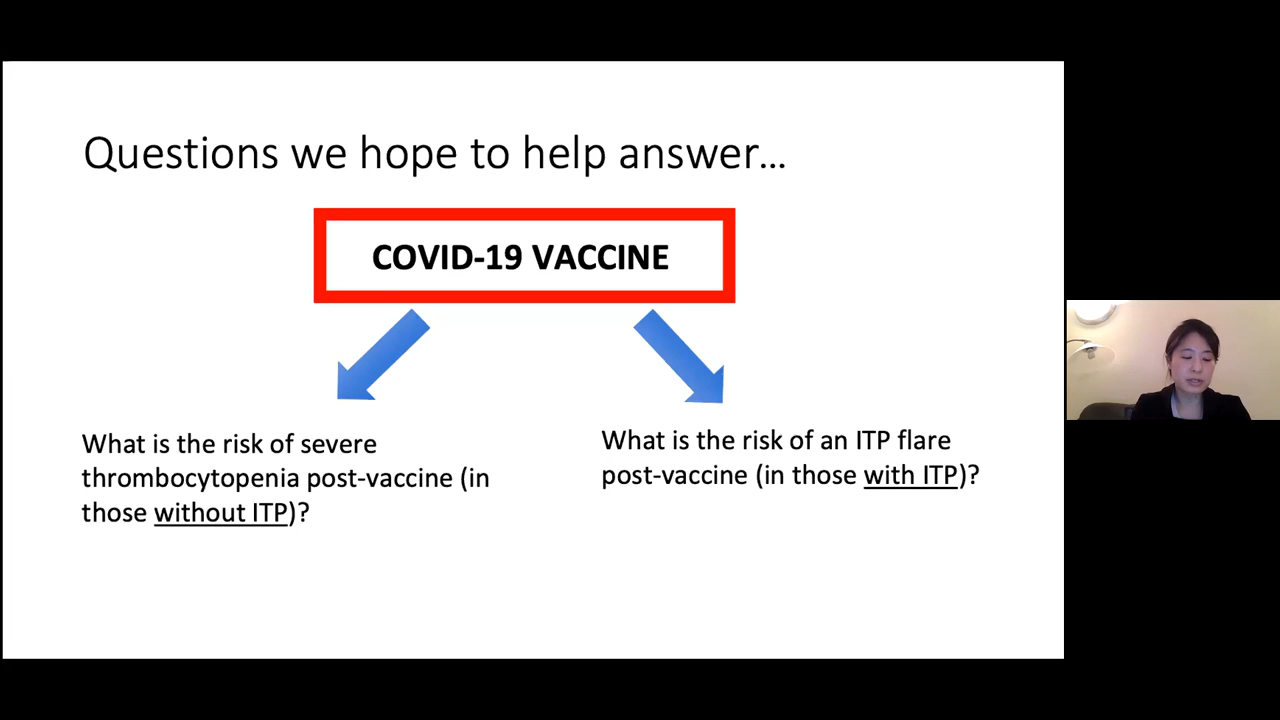 Questions we hope to help answer…
COVID-19 VACCINE
What is the risk of severe
thrombocytopenia post-vaccine (in
those without ITP)?
What is the risk of an ITP flare
post-vaccine (in those with ITP)?